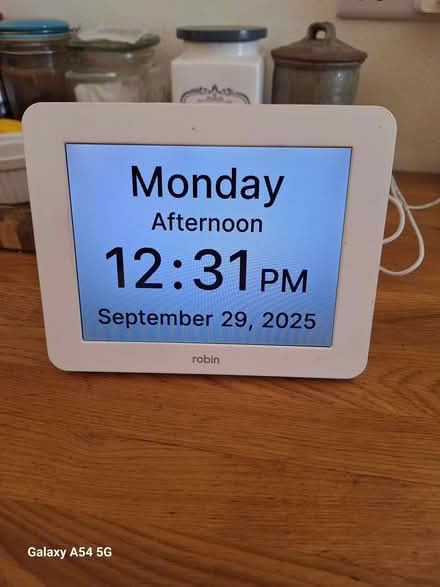 Monday
Afternoon
12:31 PM
September 29, 2025
robin
Galaxy A54 5G